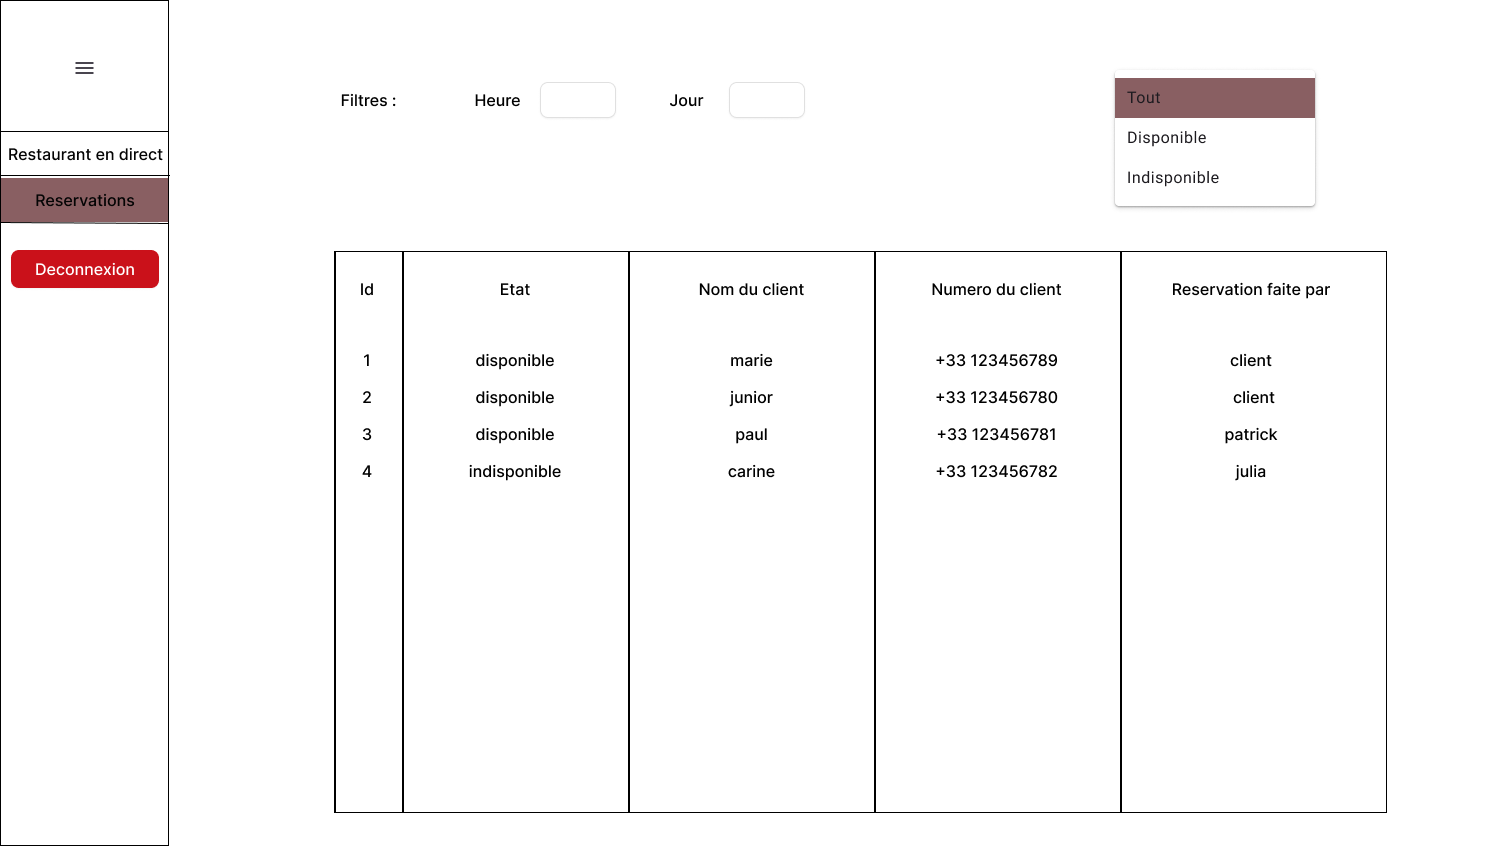 Restaurant en direct
Reservations
Deconnexion
Filtres : Heure Jour
Tout
Disponible
Indisponible
Id Etat Nom du client Numero du client Reservation faite par
1 disponible marie +33 123456789 client
2 disponible junior +33 123456780 client
3 disponible paul +33 123456781 patrick
4 indisponible carine +33 123456782 julia